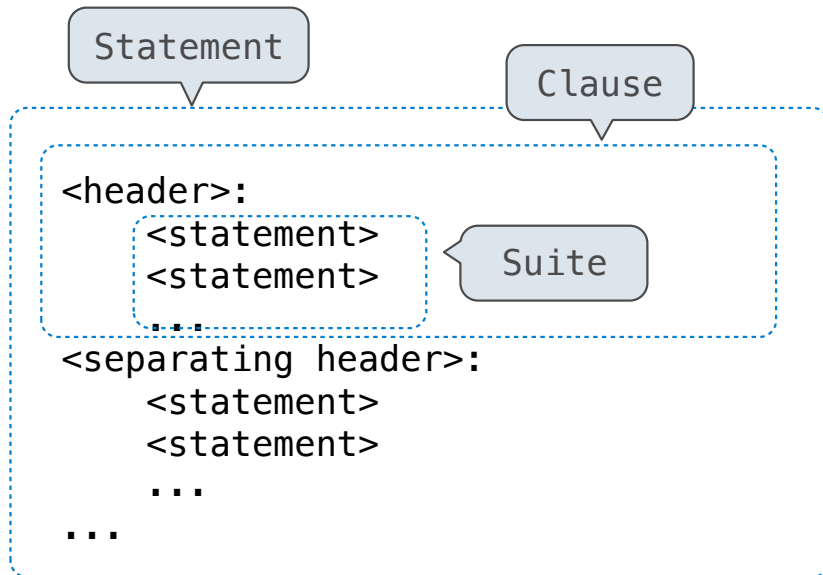 Statement
Clause
<header>:
    <statement>
    <statement>
Suite
    ...
<separating header>:
    <statement>
    <statement>
    ...
...